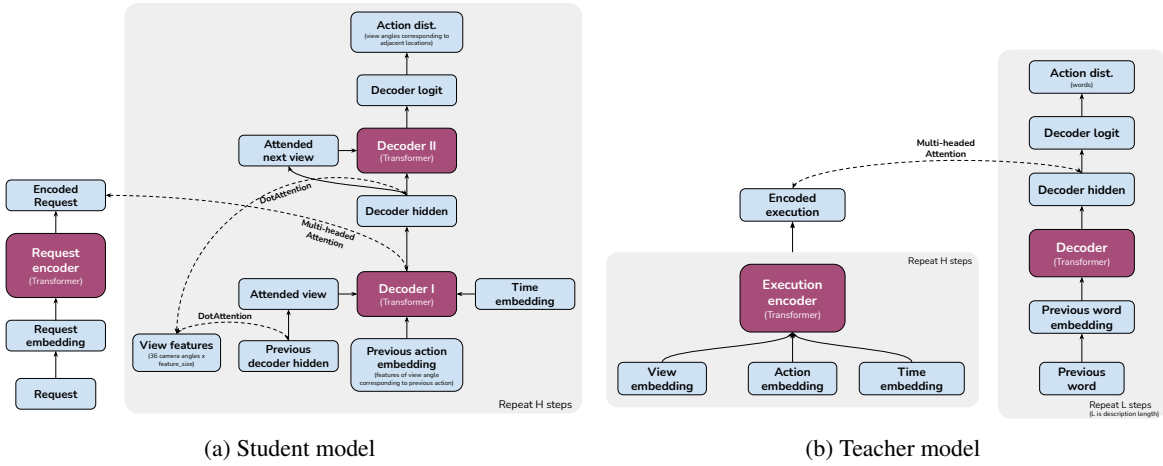 Action dist.
(view angles corresponding to
adjacent locations)
Decoder logit
Attended
next view
Decoder II
(Transformer)
DotAttention
Encoded
Request
Decoder hidden
Multi-headed
Attention
Request
encoder
(Transformer)
Attended view
Decoder I
(Transformer)
Time
embedding
DotAttention
Request
embedding
View features
(36 camera angles x
feature_size)
Previous
decoder hidden
Previous action
embedding
(features of view angle
corresponding to previous action)
Request
Repeat H steps
(a) Student model
Action dist.
(words)
Decoder logit
Multi-headed
Attention
Decoder hidden
Encoded
execution
Repeat H steps
Decoder
(Transformer)
Execution
encoder
(Transformer)
Previous word
embedding
View
embedding
Action
embedding
Time
embedding
Previous
word
Repeat L steps
(L is description length)
(b) Teacher model